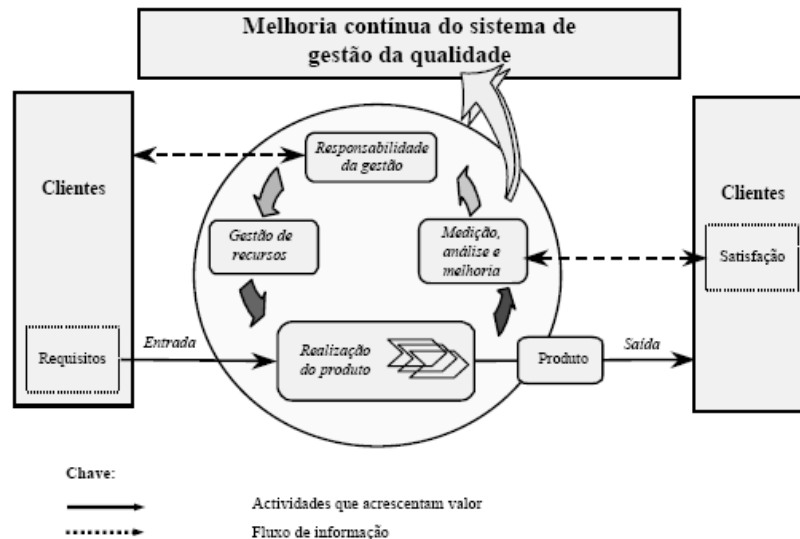 Melhoria contínua do sistema de
gestão da qualidade
Clientes
Responsabilidade
da gestão
Clientes
Gestão de
recursos
Medição,
análise e
melhoria
Satisfação
Requisitos
Entrada
Realização
do produto
Produto
Saída
Chave:
Actividades que acrescentam valor
Fluxo de informação